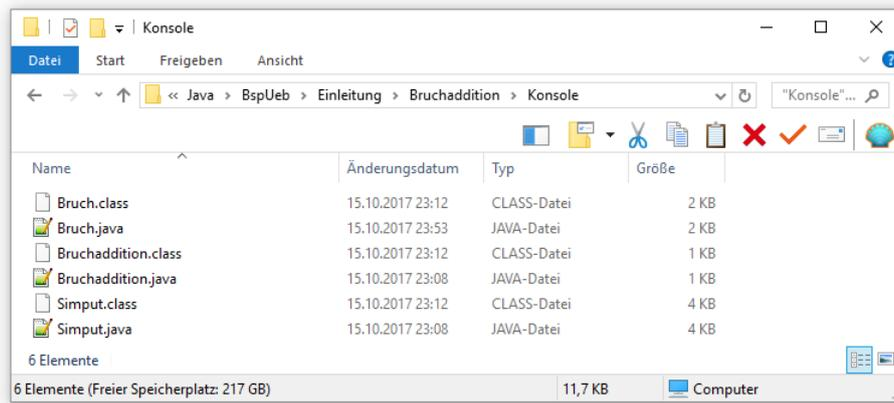 Konsole
Datei Start Freigeben Ansicht
« Java > BspUeb > Einleitung > Bruchaddition > Konsole "Konsole"...
Name Änderungsdatum Typ Größe
Bruch.class 15.10.2017 23:12 CLASS-Datei 2 KB
Bruch.java 15.10.2017 23:53 JAVA-Datei 2 KB
Bruchaddition.class 15.10.2017 23:12 CLASS-Datei 1 KB
Bruchaddition.java 15.10.2017 23:08 JAVA-Datei 1 KB
Simput.class 15.10.2017 23:12 CLASS-Datei 4 KB
Simput.java 15.10.2017 23:08 JAVA-Datei 4 KB
6 Elemente
6 Elemente (Freier Speicherplatz: 217 GB) 11,7 KB Computer